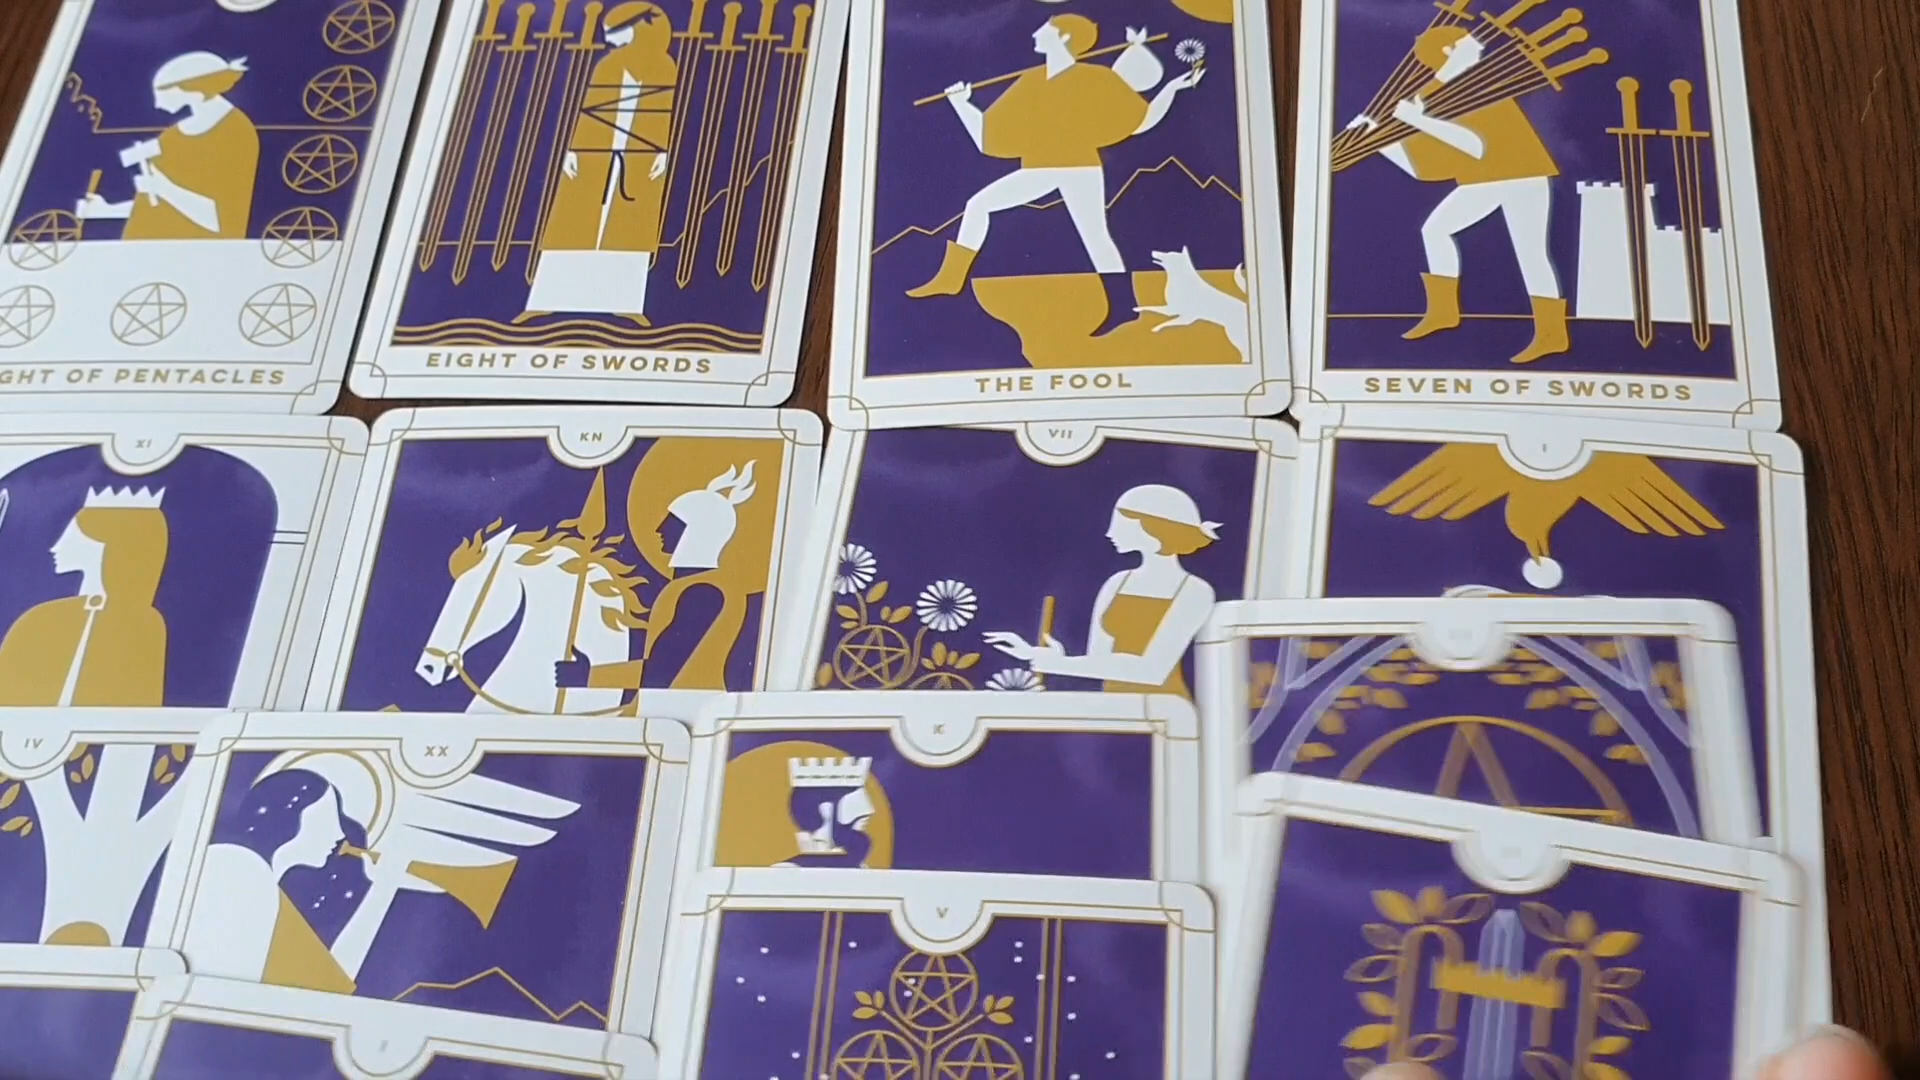 GHT OF PENTACLES
EIGHT OF SWORDS
THE FOOL
SEVEN OF SWORDS
XI
KN
VII
I
IV
XX
K
V